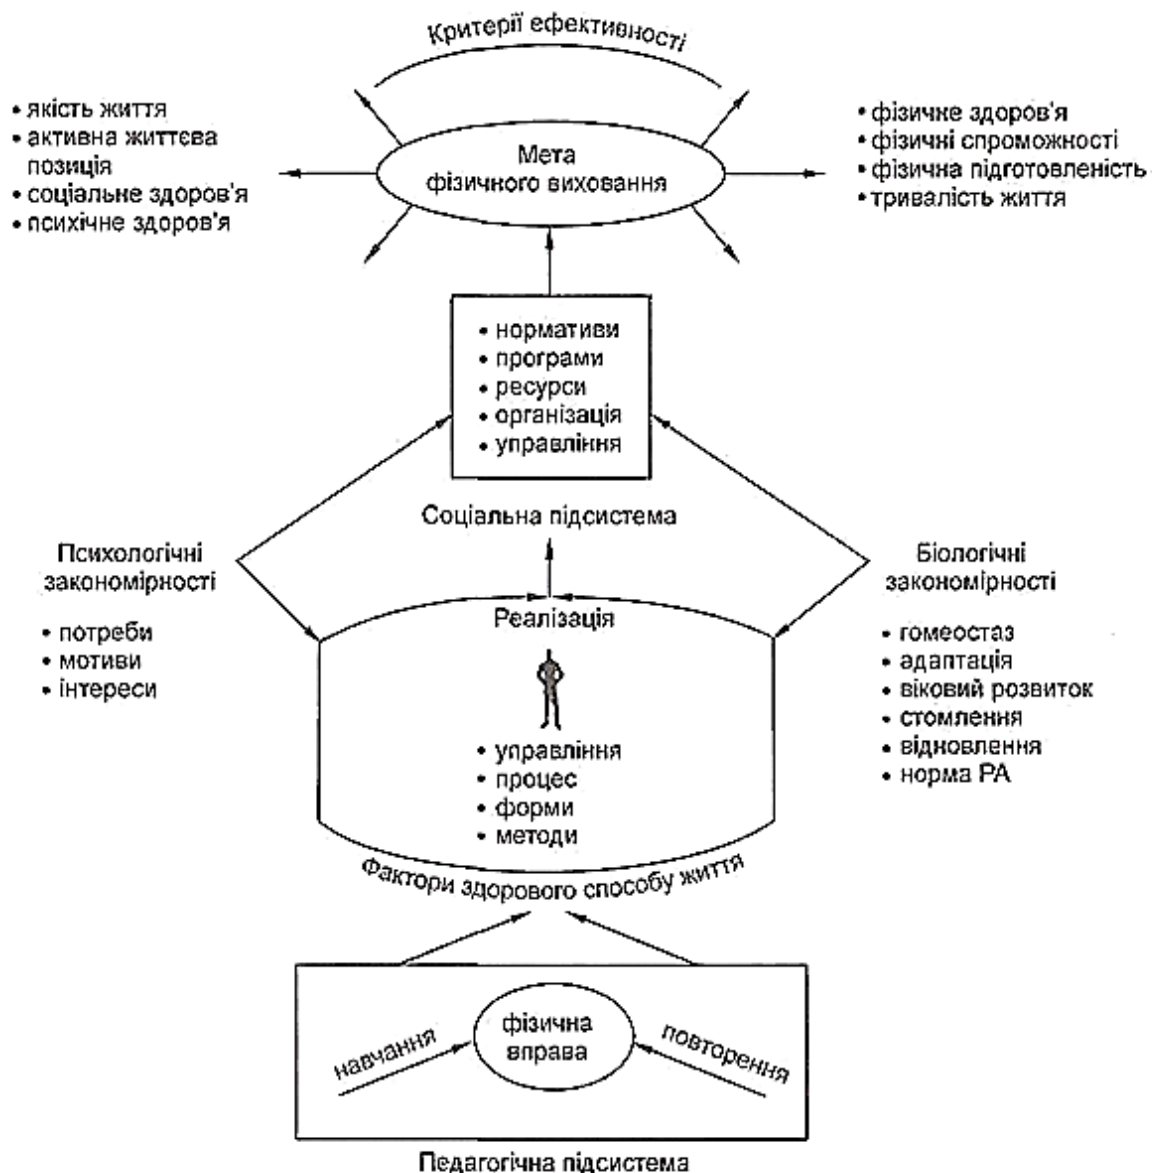 Критерії ефективності
• якість життя
• активна життєва
позиція
• соціальне здоров'я
• психічне здоров'я
Мета
фізичного виховання
• фізичне здоров'я
• фізичні спроможності
• фізична підготовленість
• тривалість життя
• нормативи
• програми
• ресурси
• організація
• управління
Соціальна підсистема
Психологічні
закономірності
• потреби
• мотиви
• інтереси
Біологічні
закономірності
• гомеостаз
• адаптація
• віковий розвиток
• стомлення
• відновлення
• норма РА
Реалізація
• управління
• процес
• форми
• методи
Фактори здорового способу життя
навчання
фізична
вправа
повторення
Педагогічна підсистема